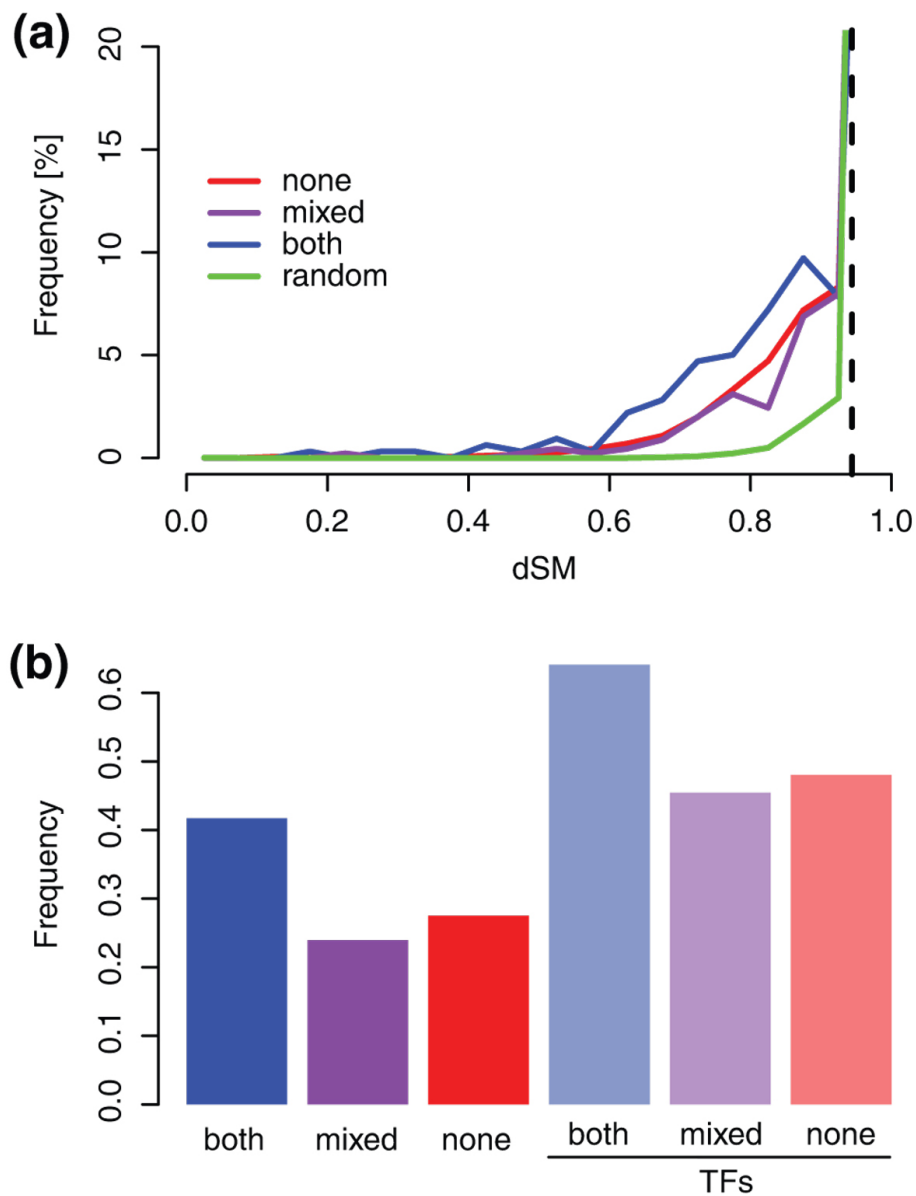 (a)
Frequency [%]
20
15
10
5
0
none
mixed
both
random
0.0 0.2 0.4 0.6 0.8 1.0
dSM
(b)
Frequency
0.6
0.5
0.4
0.3
0.2
0.1
0.0
both mixed none both mixed none
TFs